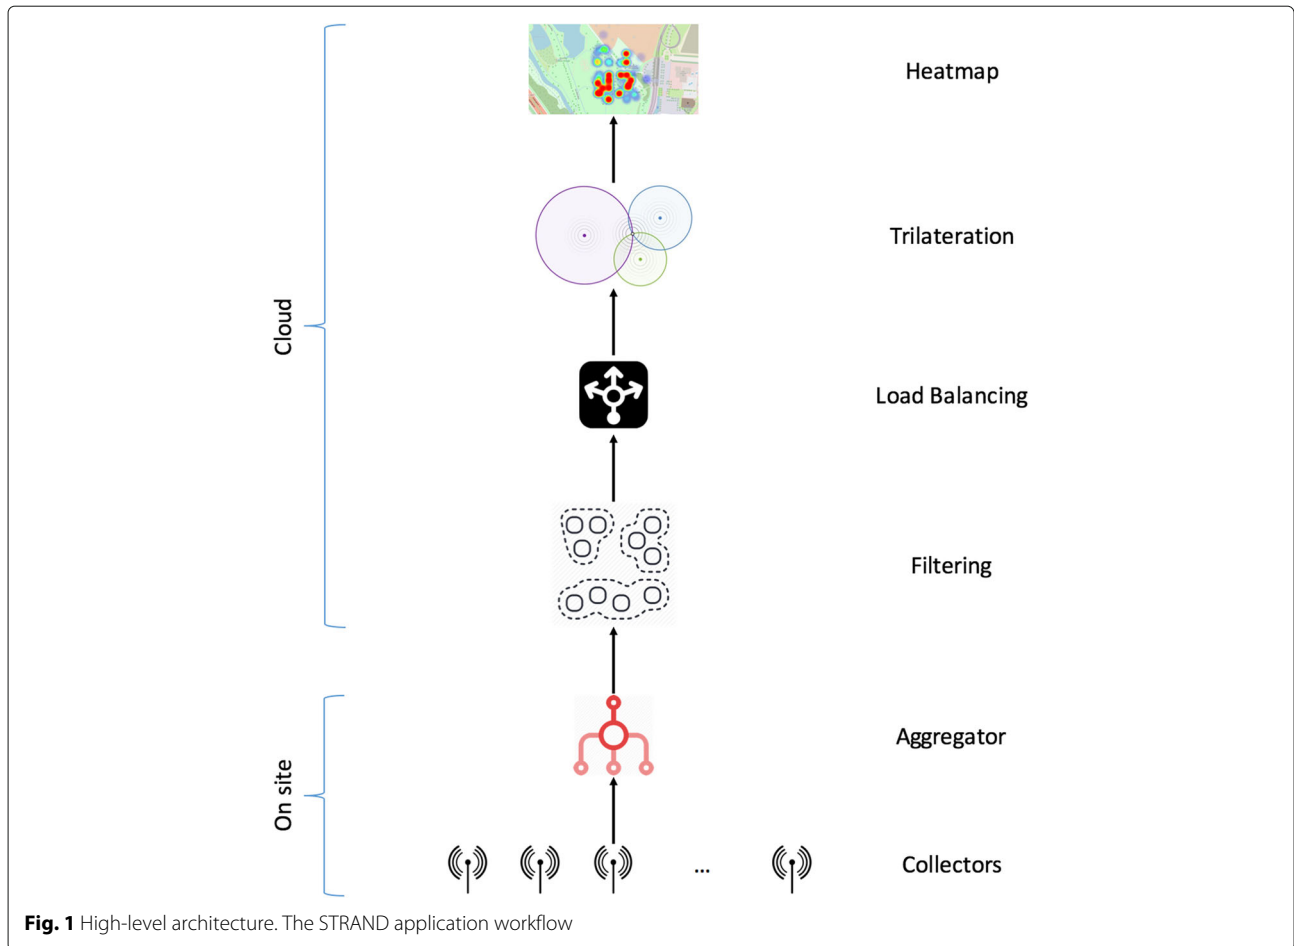 Heatmap
Trilateration
Cloud
Load Balancing
Filtering
Aggregator
On site
...
Collectors
Fig. 1 High-level architecture. The STRAND application workflow